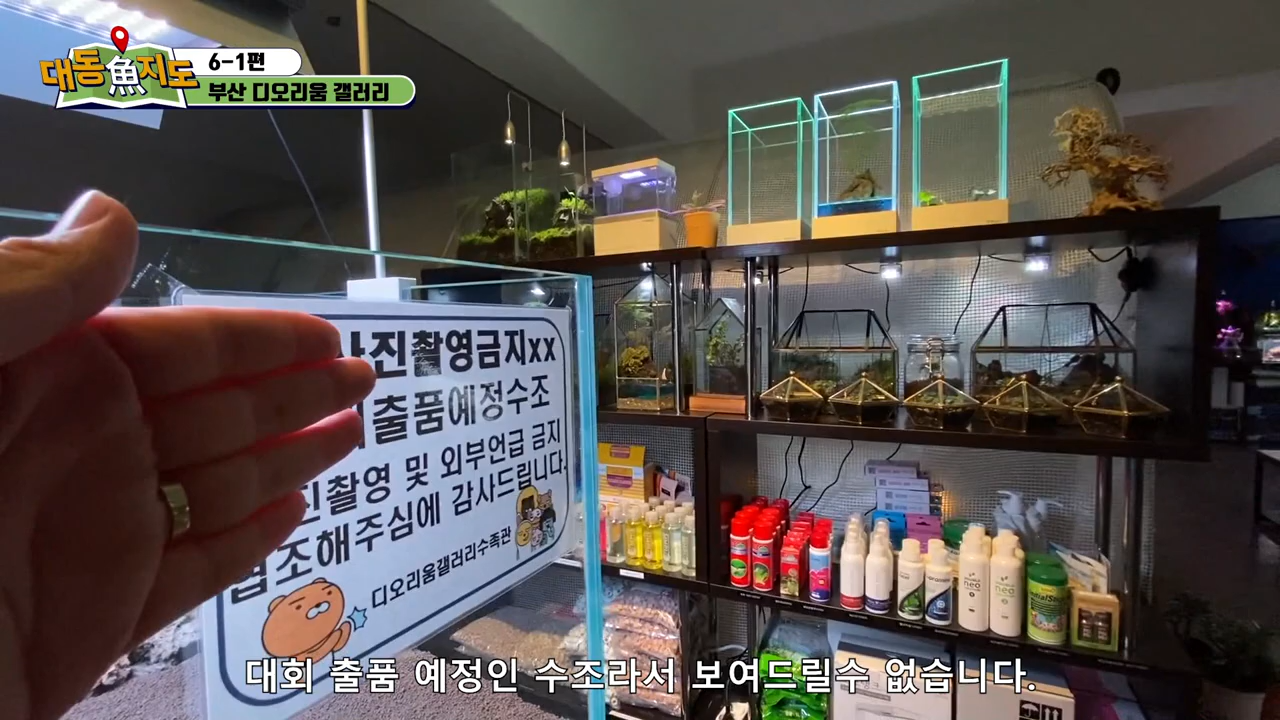 대동魚지도
6-1편
부산 디오리움 갤러리
사진촬영금지xx
출품예정수조
진촬영 및 외부언급 금지
협조해주심에 감사드립니다.
디오리움갤러리수족관
neo
neo
대회 출품 예정인 수조라서 보여드릴수 없습니다.